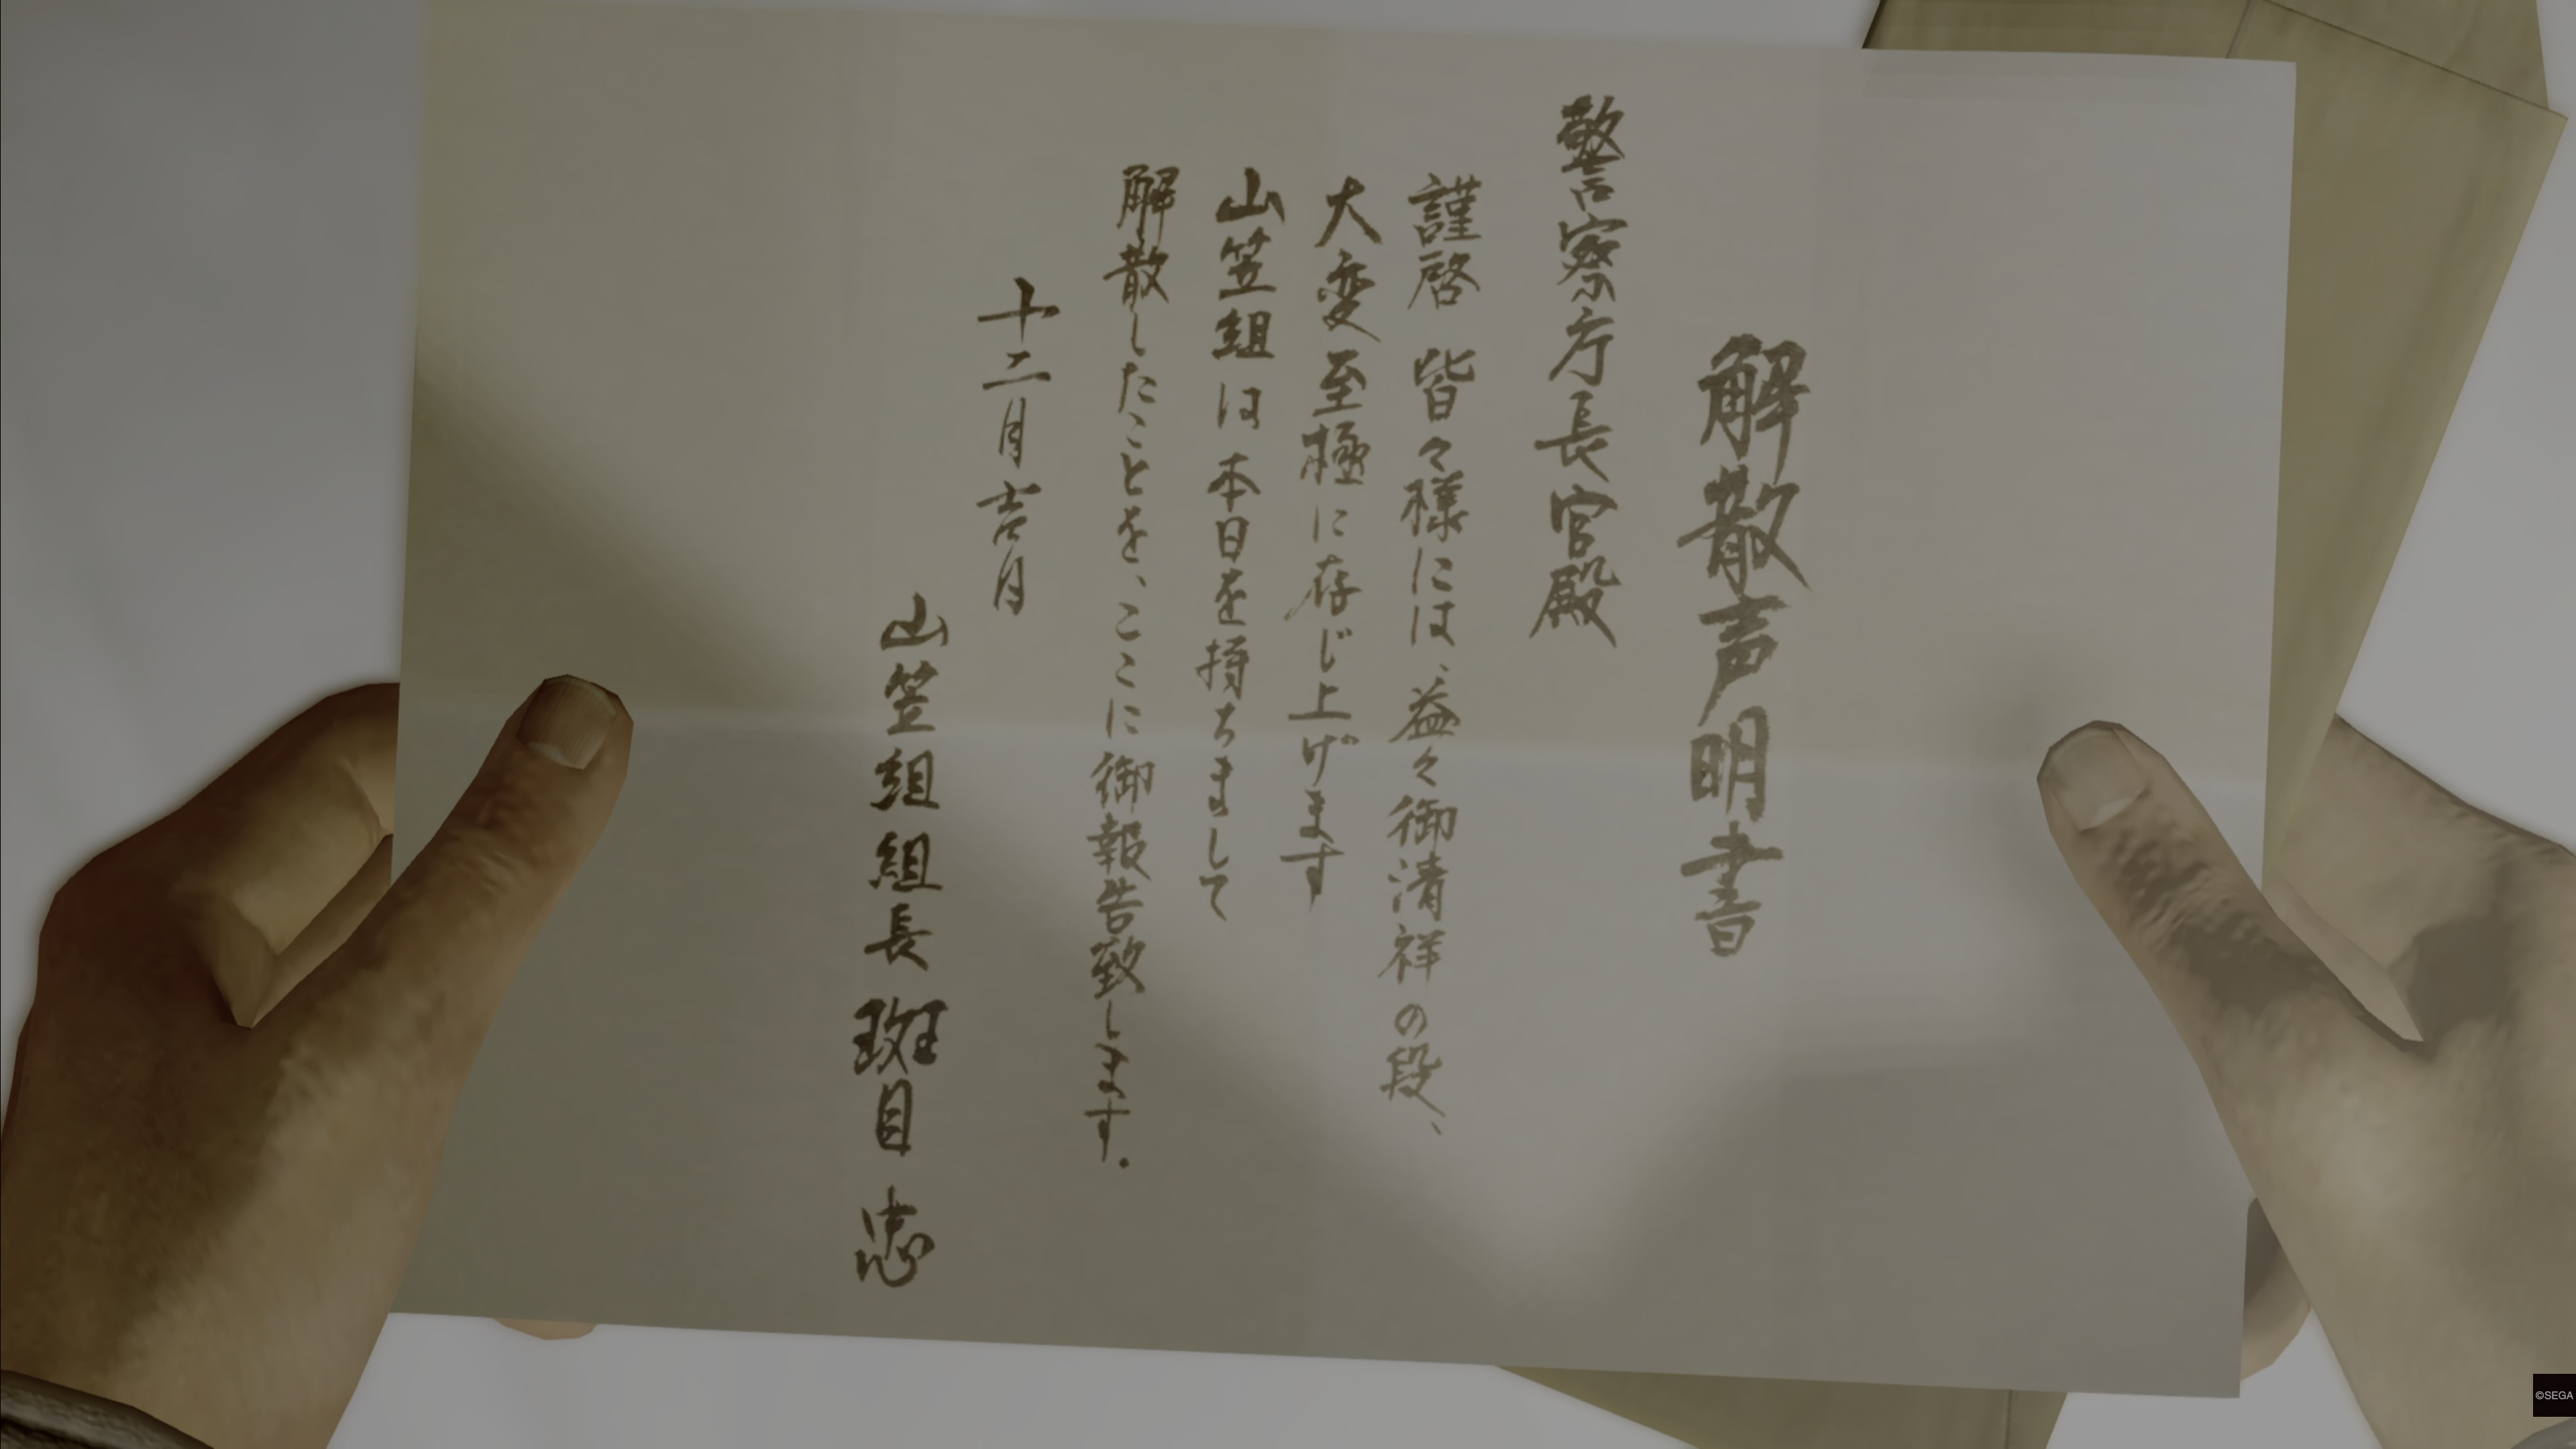 解散声明書
警察庁長官殿
謹啓 皆々様には、益々御清祥の段、
大変至極に存じ上げます
山笠組は本日を持ちまして
解散したことを、ここに御報告致します.
十二月吉月
山笠組組長 斑目 忠
©SEGA